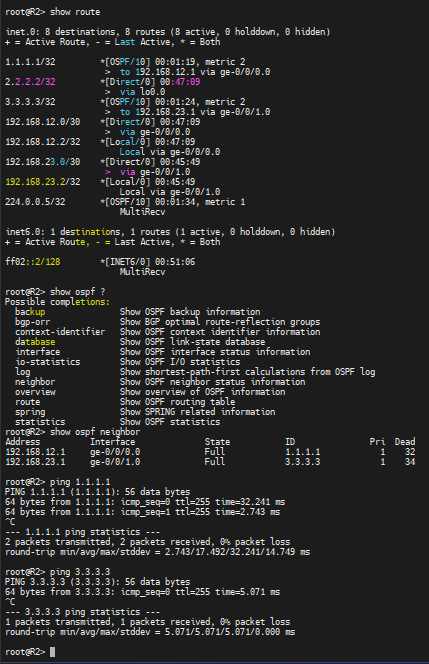 root@R2> show route

inet.0: 8 destinations, 8 routes (8 active, 0 holddown, 0 hidden)
+ = Active Route, - = Last Active, * = Both

1.1.1.1/32         *[OSPF/10] 00:01:19, metric 2
                    >  to 192.168.12.1 via ge-0/0/0.0
2.2.2.2/32         *[Direct/0] 00:47:09
                    >  via lo0.0
3.3.3.3/32         *[OSPF/10] 00:01:24, metric 2
                    >  to 192.168.23.1 via ge-0/0/1.0
192.168.12.0/30    *[Direct/0] 00:47:09
                    >  via ge-0/0/0.0
192.168.12.2/32    *[Local/0] 00:47:09
                       Local via ge-0/0/0.0
192.168.23.0/30    *[Direct/0] 00:45:49
                    >  via ge-0/0/1.0
192.168.23.2/32    *[Local/0] 00:45:49
                       Local via ge-0/0/1.0
224.0.0.5/32       *[OSPF/10] 00:01:34, metric 1
                       MultiRecv

inet6.0: 1 destinations, 1 routes (1 active, 0 holddown, 0 hidden)
+ = Active Route, - = Last Active, * = Both

ff02::2/128        *[INET6/0] 00:51:06
                       MultiRecv

root@R2> show ospf ?
Possible completions:
  backup               Show OSPF backup information
  bgp-orr              Show BGP optimal route-reflection groups
  context-identifier   Show OSPF context identifier information
  database             Show OSPF link-state database
  interface            Show OSPF interface status information
  io-statistics        Show OSPF I/O statistics
  log                  Show shortest-path-first calculations from OSPF log
  neighbor             Show OSPF neighbor status information
  overview             Show overview of OSPF information
  route                Show OSPF routing table
  spring               Show SPRING related information
  statistics           Show OSPF statistics
root@R2> show ospf neighbor
Address          Interface              State           ID               Pri  Dead
192.168.12.1     ge-0/0/0.0             Full            1.1.1.1            1    32
192.168.23.1     ge-0/0/1.0             Full            3.3.3.3            1    34

root@R2> ping 1.1.1.1
PING 1.1.1.1 (1.1.1.1): 56 data bytes
64 bytes from 1.1.1.1: icmp_seq=0 ttl=255 time=32.241 ms
64 bytes from 1.1.1.1: icmp_seq=1 ttl=255 time=2.743 ms
^C
--- 1.1.1.1 ping statistics ---
2 packets transmitted, 2 packets received, 0% packet loss
round-trip min/avg/max/stddev = 2.743/17.492/32.241/14.749 ms

root@R2> ping 3.3.3.3
PING 3.3.3.3 (3.3.3.3): 56 data bytes
64 bytes from 3.3.3.3: icmp_seq=0 ttl=255 time=5.071 ms
^C
--- 3.3.3.3 ping statistics ---
1 packets transmitted, 1 packets received, 0% packet loss
round-trip min/avg/max/stddev = 5.071/5.071/5.071/0.000 ms

root@R2>